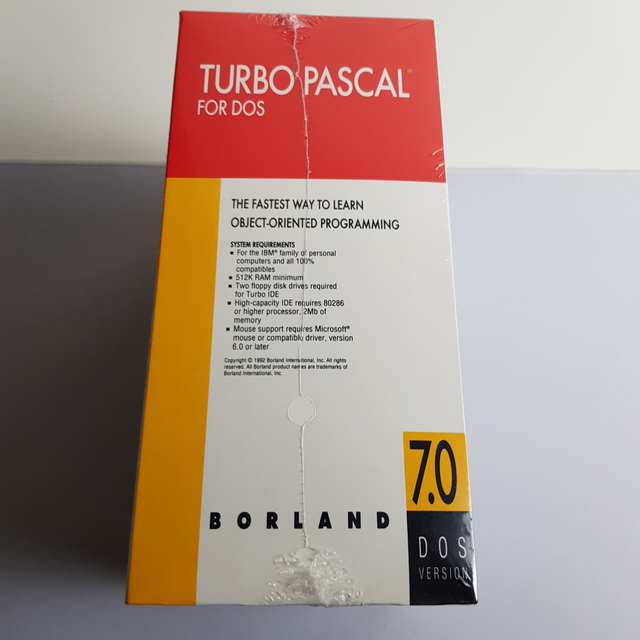 TURBO PASCAL®
FOR DOS
THE FASTEST WAY TO LEARN
OBJECT-ORIENTED PROGRAMMING
SYSTEM REQUIREMENTS
▪ For the IBM® family of personal
computers and all 100%
compatibles
▪ 512K RAM minimum
▪ Two floppy disk drives required
for Turbo IDE
▪ High-capacity IDE requires 80286
or higher processor, 2Mb of
memory
▪ Mouse support requires Microsoft®
mouse or compatible driver, version
6.0 or later
Copyright © 1992 Borland International, Inc. All rights
reserved. All Borland product names are trademarks of
Borland International, Inc.
7.0
BORLAND
DOS
VERSION